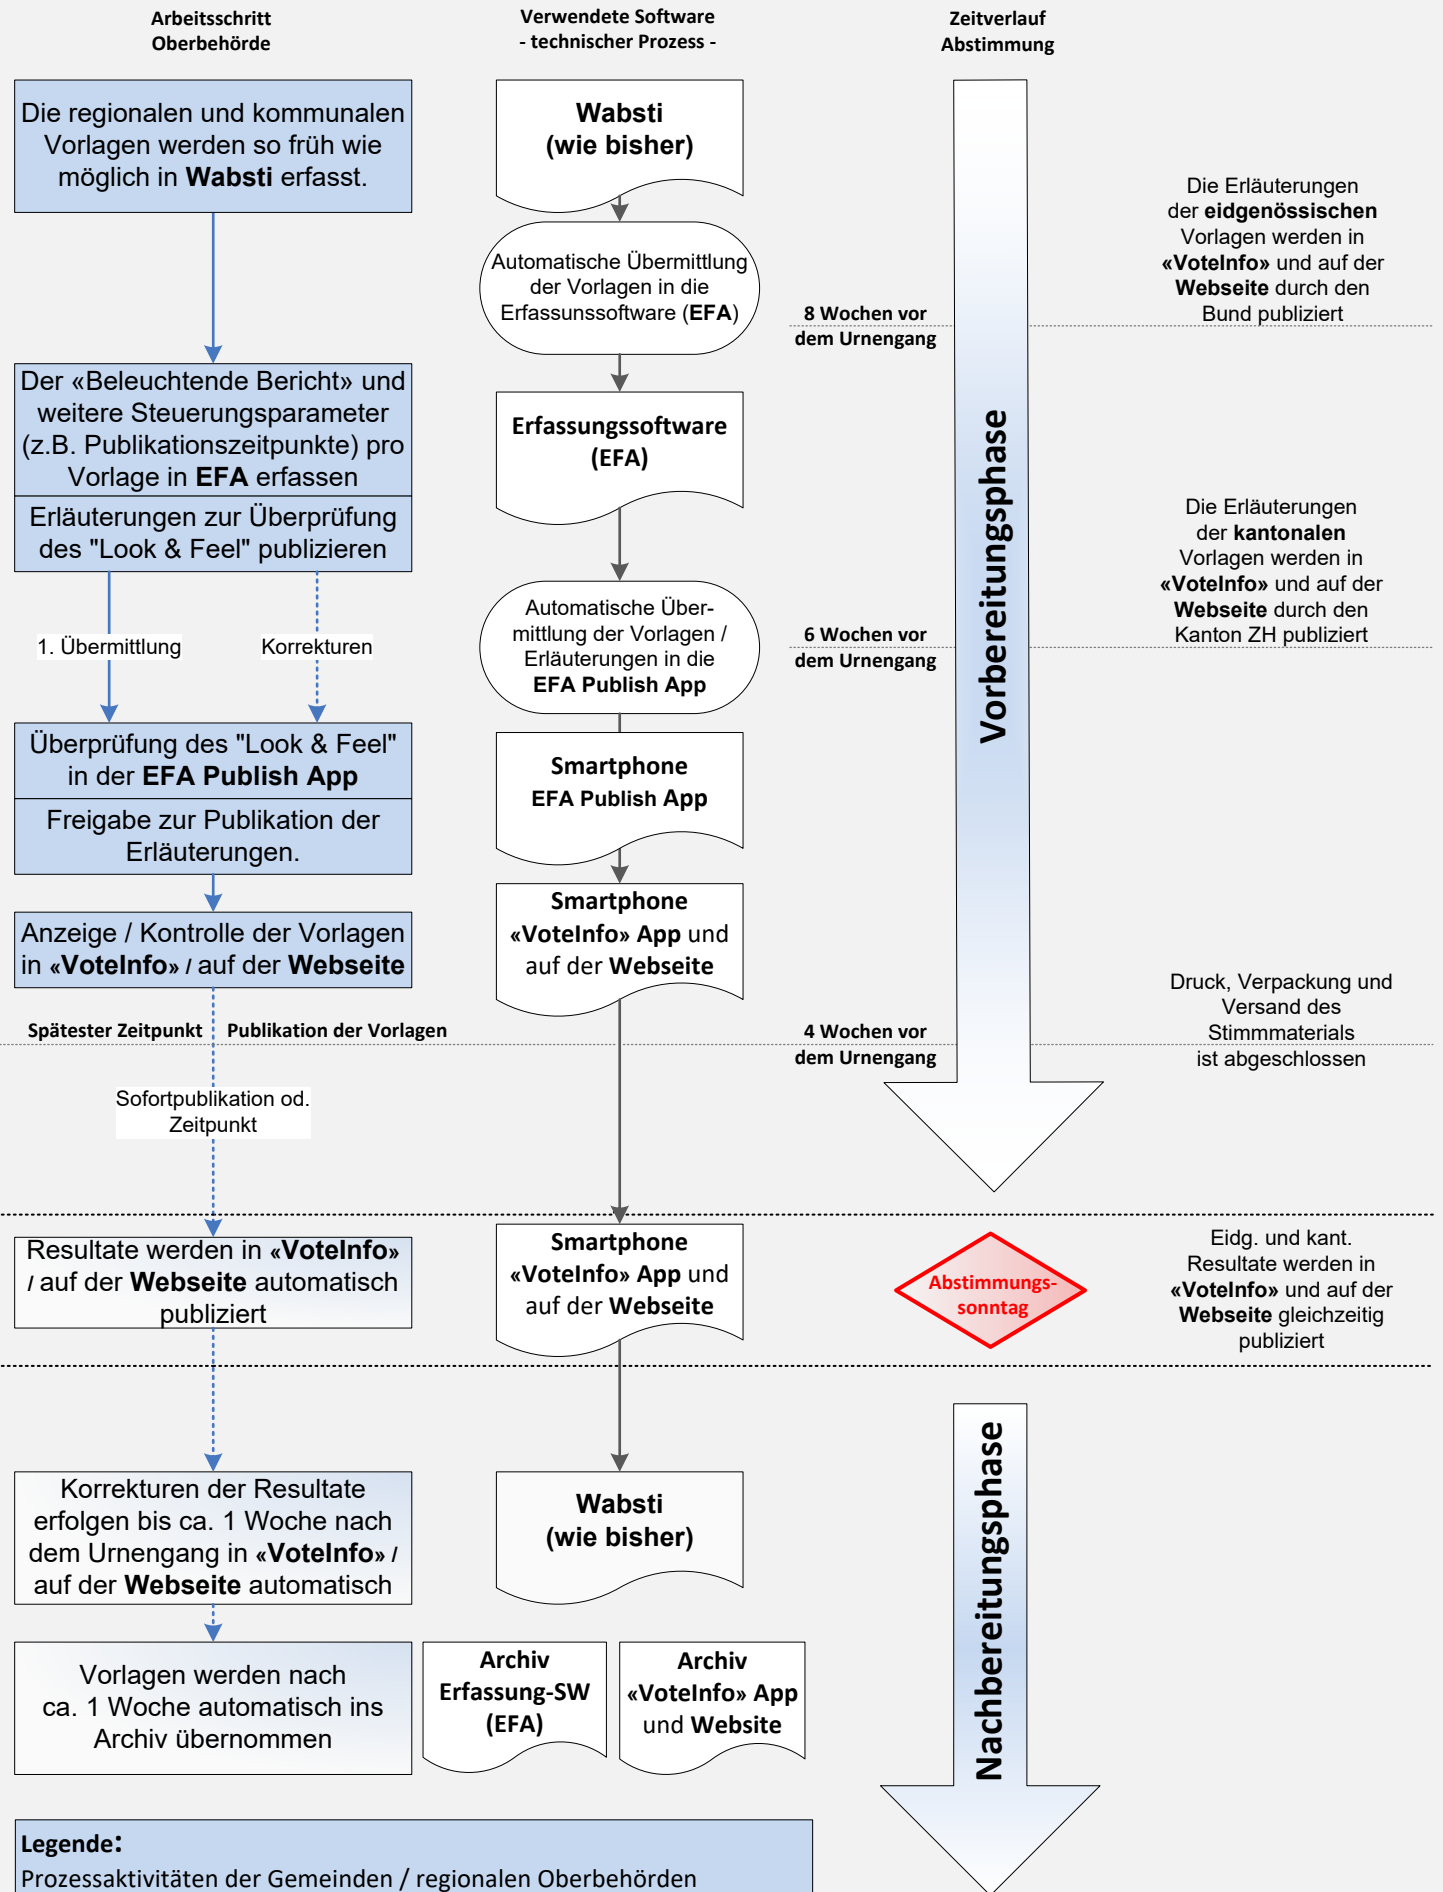 Arbeitsschritt
Oberbehörde
Verwendete Software
- technischer Prozess -
Zeitverlauf
Abstimmung
Die regionalen und kommunalen
Vorlagen werden so früh wie
möglich in Wabsti erfasst.
Wabsti
(wie bisher)
Automatische Übermittlung
der Vorlagen in die
Erfassunssoftware (EFA)
8 Wochen vor
dem Urnengang
Die Erläuterungen
der eidgenössischen
Vorlagen werden in
«VoteInfo» und auf der
Webseite durch den
Bund publiziert
Der «Beleuchtende Bericht» und
weitere Steuerungsparameter
(z.B. Publikationszeitpunkte) pro
Vorlage in EFA erfassen
Erläuterungen zur Überprüfung
des "Look & Feel" publizieren
Erfassungssoftware
(EFA)
Vorbereitungsphase
1. Übermittlung
Korrekturen
Automatische Über-
mittlung der Vorlagen /
Erläuterungen in die
EFA Publish App
6 Wochen vor
dem Urnengang
Die Erläuterungen
der kantonalen
Vorlagen werden in
«VoteInfo» und auf der
Webseite durch den
Kanton ZH publiziert
Überprüfung des "Look & Feel"
in der EFA Publish App
Freigabe zur Publikation der
Erläuterungen.
Smartphone
EFA Publish App
Anzeige / Kontrolle der Vorlagen
in «VoteInfo» / auf der Webseite
Smartphone
«VoteInfo» App und
auf der Webseite
Spätester Zeitpunkt
Publikation der Vorlagen
4 Wochen vor
dem Urnengang
Druck, Verpackung und
Versand des
Stimmmaterials
ist abgeschlossen
Sofortpublikation od.
Zeitpunkt
Resultate werden in «VoteInfo»
/ auf der Webseite automatisch
publiziert
Smartphone
«VoteInfo» App und
auf der Webseite
Abstimmungs-
sonntag
Eidg. und kant.
Resultate werden in
«VoteInfo» und auf der
Webseite gleichzeitig
publiziert
Korrekturen der Resultate
erfolgen bis ca. 1 Woche nach
dem Urnengang in «VoteInfo» /
auf der Webseite automatisch
Wabsti
(wie bisher)
Nachbereitungsphase
Vorlagen werden nach
ca. 1 Woche automatisch ins
Archiv übernommen
Archiv
Erfassung-SW
(EFA)
Archiv
«VoteInfo» App
und Website
Legende:
Prozessaktivitäten der Gemeinden / regionalen Oberbehörden